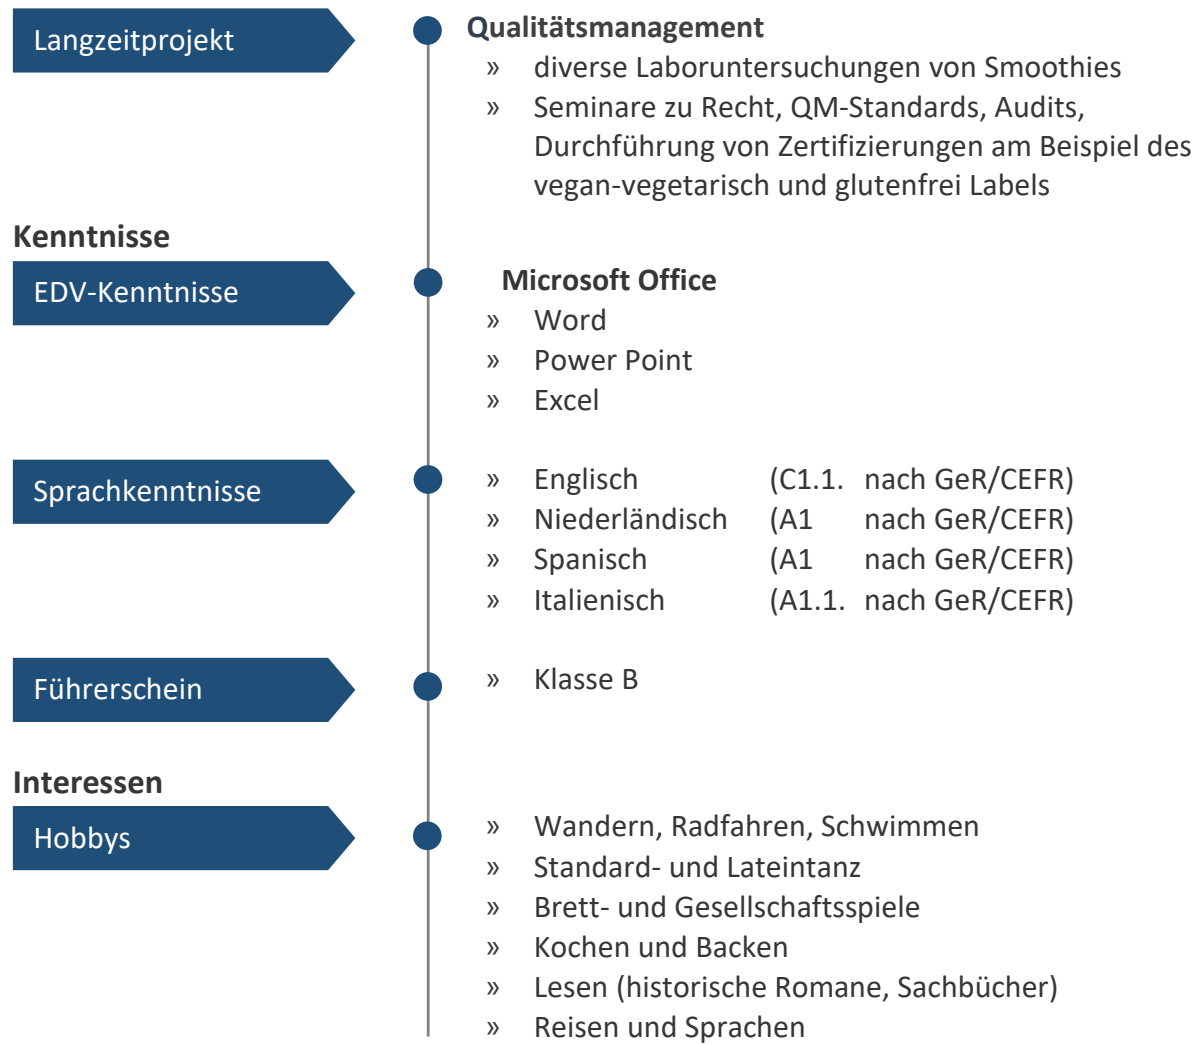 Langzeitprojekt
Qualitätsmanagement
» diverse Laboruntersuchungen von Smoothies
» Seminare zu Recht, QM-Standards, Audits,
Durchführung von Zertifizierungen am Beispiel des
vegan-vegetarisch und glutenfrei Labels
Kenntnisse
EDV-Kenntnisse
Microsoft Office
» Word
» Power Point
» Excel
Sprachkenntnisse
» Englisch (C1.1. nach GeR/CEFR)
» Niederländisch (A1 nach GeR/CEFR)
» Spanisch (A1 nach GeR/CEFR)
» Italienisch (A1.1. nach GeR/CEFR)
Führerschein
» Klasse B
Interessen
Hobbys
» Wandern, Radfahren, Schwimmen
» Standard- und Lateintanz
» Brett- und Gesellschaftsspiele
» Kochen und Backen
» Lesen (historische Romane, Sachbücher)
» Reisen und Sprachen